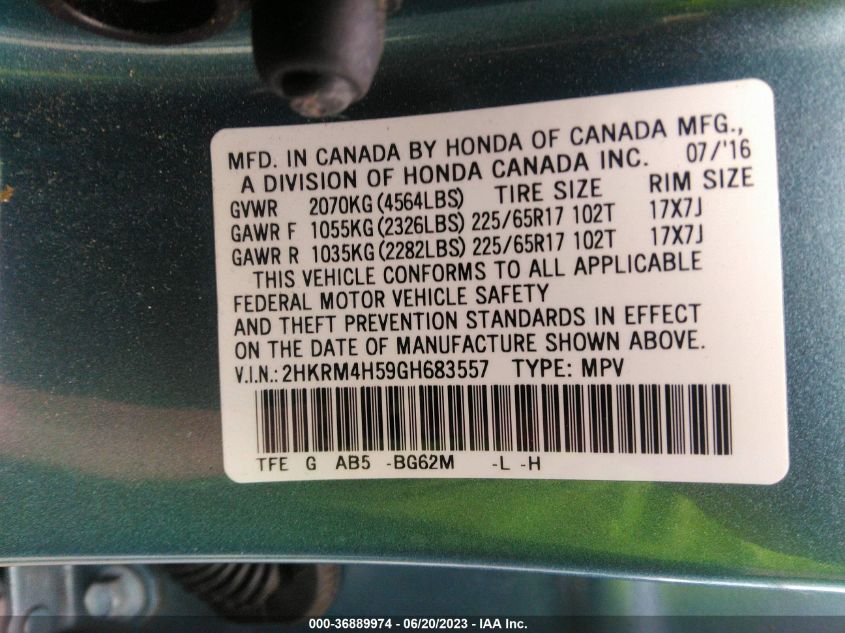 MFD. IN CANADA BY HONDA OF CANADA MFG.,
A DIVISION OF HONDA CANADA INC. 07/'16
GVWR 2070KG(4564LBS) TIRE SIZE RIM SIZE
GAWR F 1055KG(2326LBS) 225/65R17 102T 17X7J
GAWR R 1035KG(2282LBS) 225/65R17 102T 17X7J
THIS VEHICLE CONFORMS TO ALL APPLICABLE
FEDERAL MOTOR VEHICLE SAFETY
AND THEFT PREVENTION STANDARDS IN EFFECT
ON THE DATE OF MANUFACTURE SHOWN ABOVE.
V.I.N.: 2HKRM4H59GH683557 TYPE: MPV
TFE G AB5 -BG62M -L -H
000-36889974 - 06/20/2023 - IAA Inc.